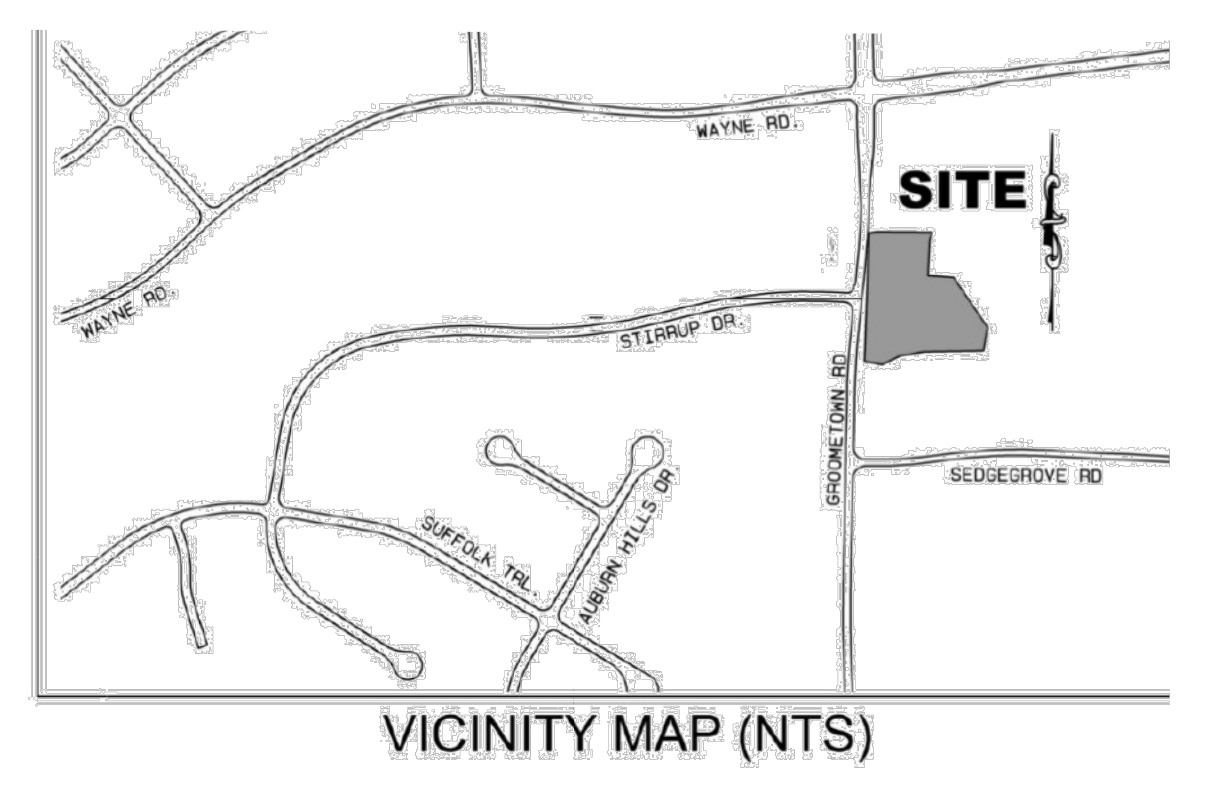 WAYNE RD.
SITE
WAYNE RD.
STIRRUP DR.
GROOMETOWN RD
SEDGEGROVE RD
SUFFOLK TRL.
AUBURN HILLS DR
VICINITY MAP (NTS)